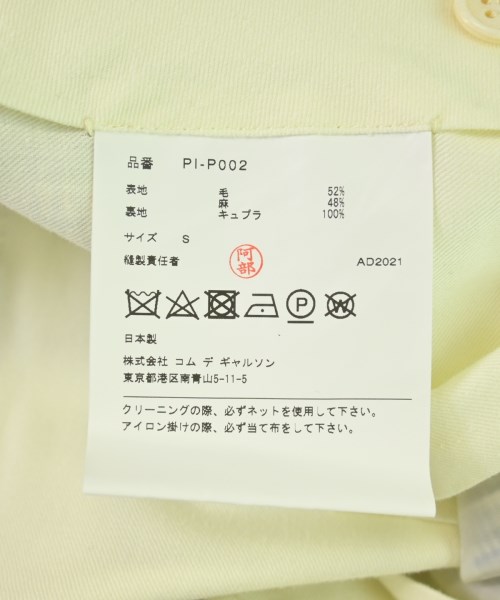 品番 PI-P002
表地 毛 52%
麻 48%
裏地 キュプラ 100%
サイズ S
縫製責任者 阿部 AD2021
P W
日本製
株式会社 コム デ ギャルソン
東京都港区南青山5-11-5
クリーニングの際、必ずネットを使用して下さい。
アイロン掛けの際、必ず当て布をして下さい。